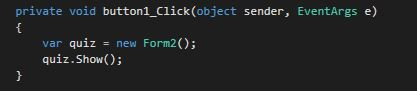 private void button1_Click(object sender, EventArgs e)
{
    var quiz = new Form2();
    quiz.Show();
}